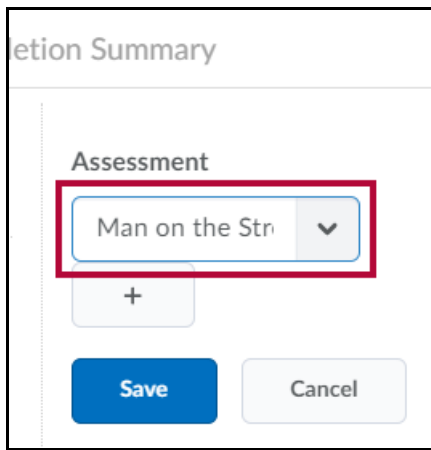 letion Summary
Assessment
Man on the Str
+
Save Cancel